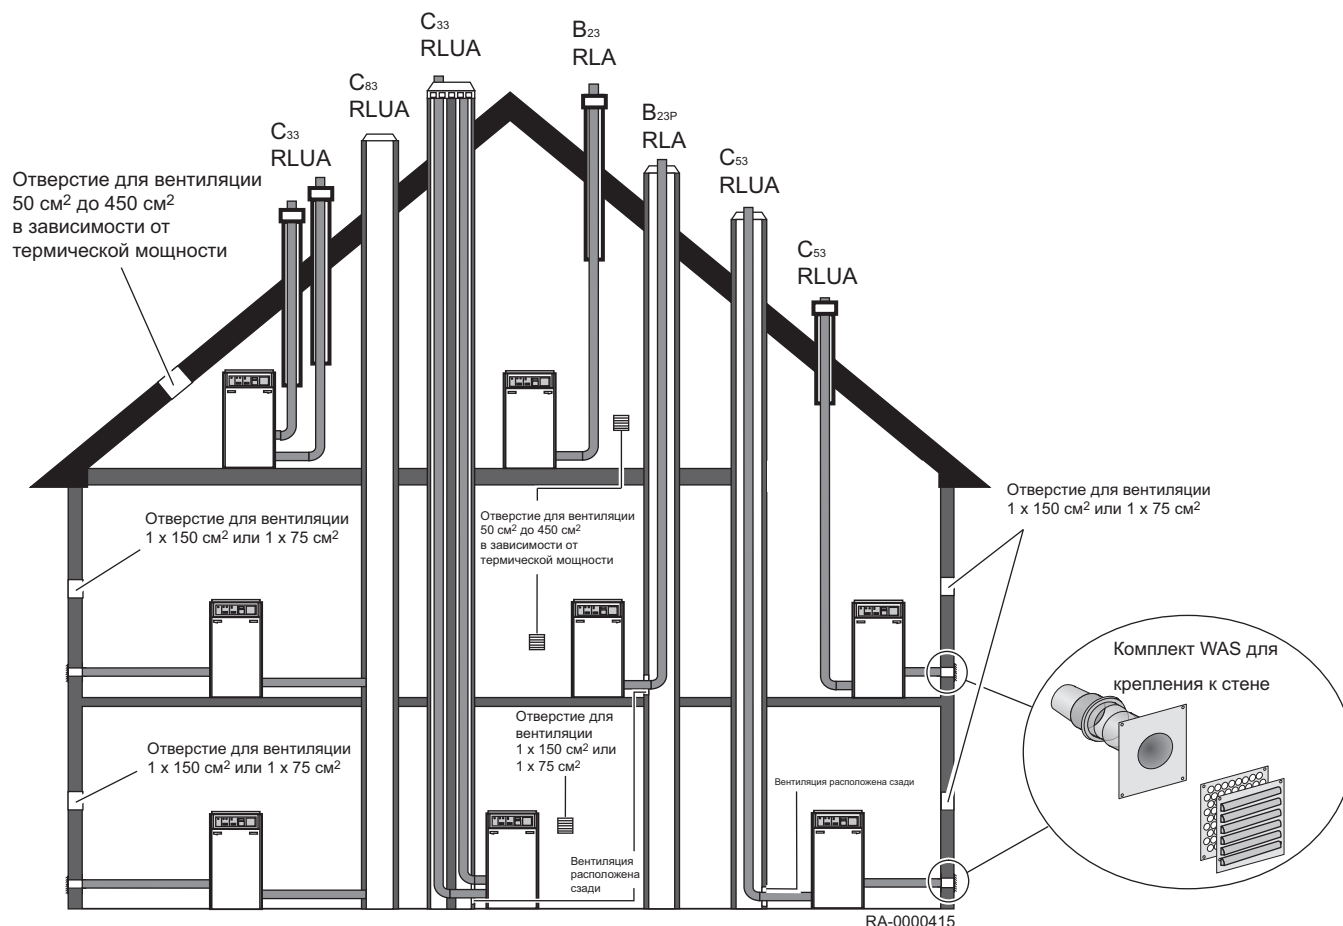 C33
RLUA
B23
RLA
C83
RLUA
B23P
RLA
C33
RLUA
C53
RLUA
Отверстие для вентиляции
50 см2 до 450 см2
в зависимости от
термической мощности
C53
RLUA
Отверстие для вентиляции
1 x 150 см2 или 1 x 75 см2
Отверстие для вентиляции
50 см2 до 450 см2
в зависимости от
термической мощности
Отверстие для вентиляции
1 x 150 см2 или 1 x 75 см2
Комплект WAS для
крепления к стене
Отверстие для вентиляции
1 x 150 см2 или 1 x 75 см2
Отверстие для
вентиляции
1 x 150 см2 или
1 x 75 см2
Вентиляция расположена сзади
Вентиляция
расположена
сзади
RA-0000415